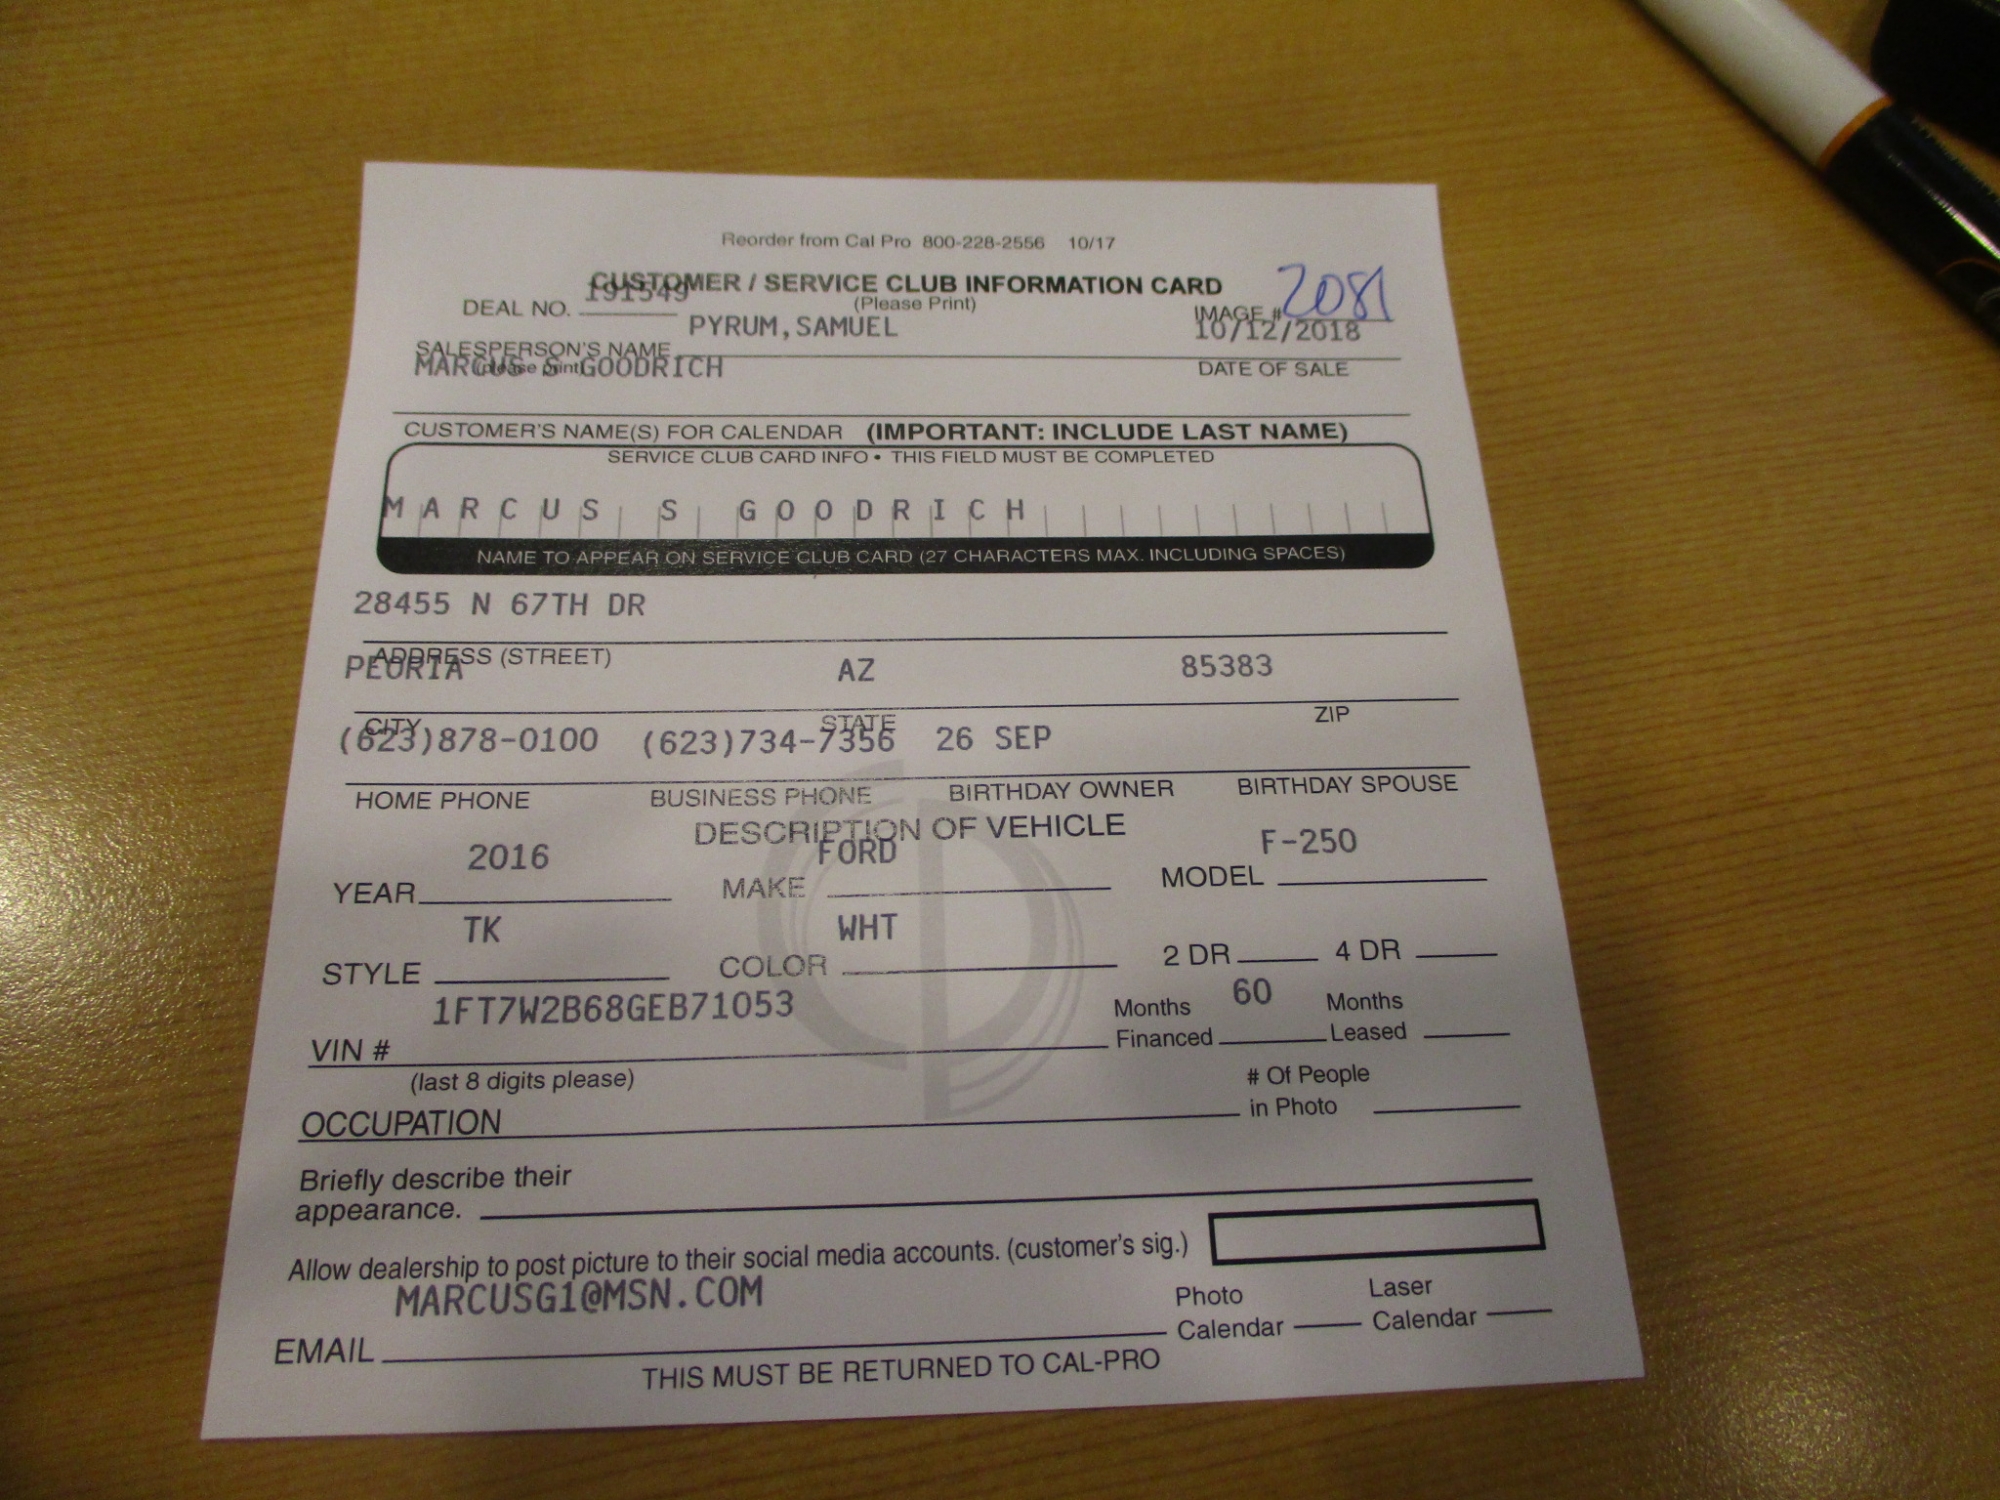 Reorder from Cal Pro 800-228-2556 10/17
CUSTOMER / SERVICE CLUB INFORMATION CARD
(Please Print)
DEAL NO. 191549
IMAGE # 2081
PYRUM,SAMUEL 10/12/2018
SALESPERSON'S NAME
(please print) DATE OF SALE
MARCUS S GOODRICH
CUSTOMER'S NAME(S) FOR CALENDAR (IMPORTANT: INCLUDE LAST NAME)
SERVICE CLUB CARD INFO • THIS FIELD MUST BE COMPLETED
MARCUS S GOODRICH
NAME TO APPEAR ON SERVICE CLUB CARD (27 CHARACTERS MAX. INCLUDING SPACES)
28455 N 67TH DR
ADDRESS (STREET)
PEORIA AZ 85383
CITY STATE ZIP
(623)878-0100 (623)734-7356 26 SEP
HOME PHONE BUSINESS PHONE BIRTHDAY OWNER BIRTHDAY SPOUSE
DESCRIPTION OF VEHICLE
2016 FORD F-250
YEAR MAKE MODEL
TK WHT
STYLE COLOR 2 DR 4 DR
1FT7W2B68GEB71053 Months 60 Months
VIN # Financed Leased
(last 8 digits please) # Of People
OCCUPATION in Photo
Briefly describe their
appearance.
Allow dealership to post picture to their social media accounts. (customer's sig.)
MARCUSG1@MSN.COM Photo Laser
EMAIL Calendar Calendar
THIS MUST BE RETURNED TO CAL-PRO